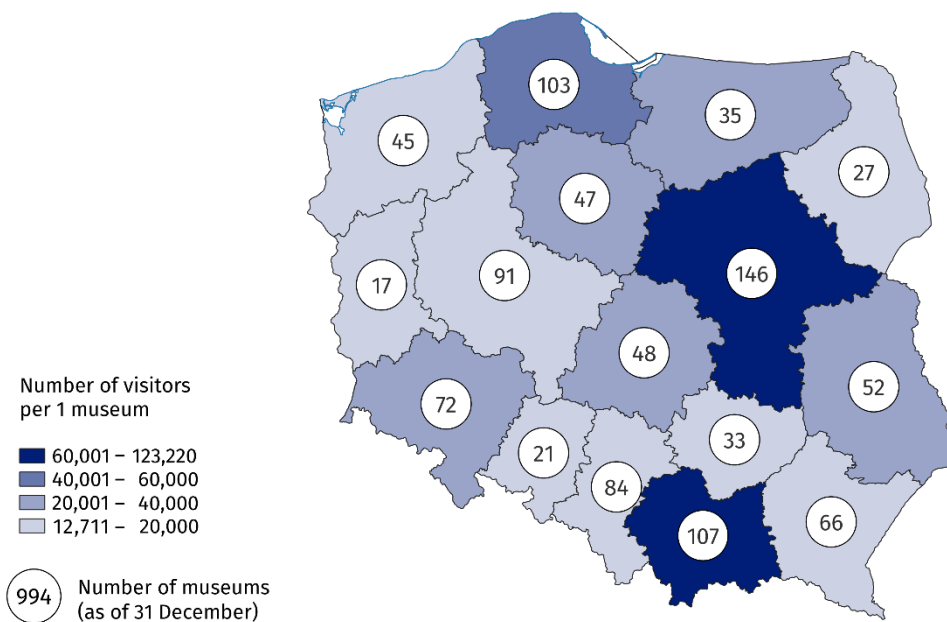 103
45
35
27
47
91
146
17
48
52
72
33
21
84
107
66
Number of visitors
per 1 museum
60,001 – 123,220
40,001 – 60,000
20,001 – 40,000
12,711 – 20,000
994
Number of museums
(as of 31 December)